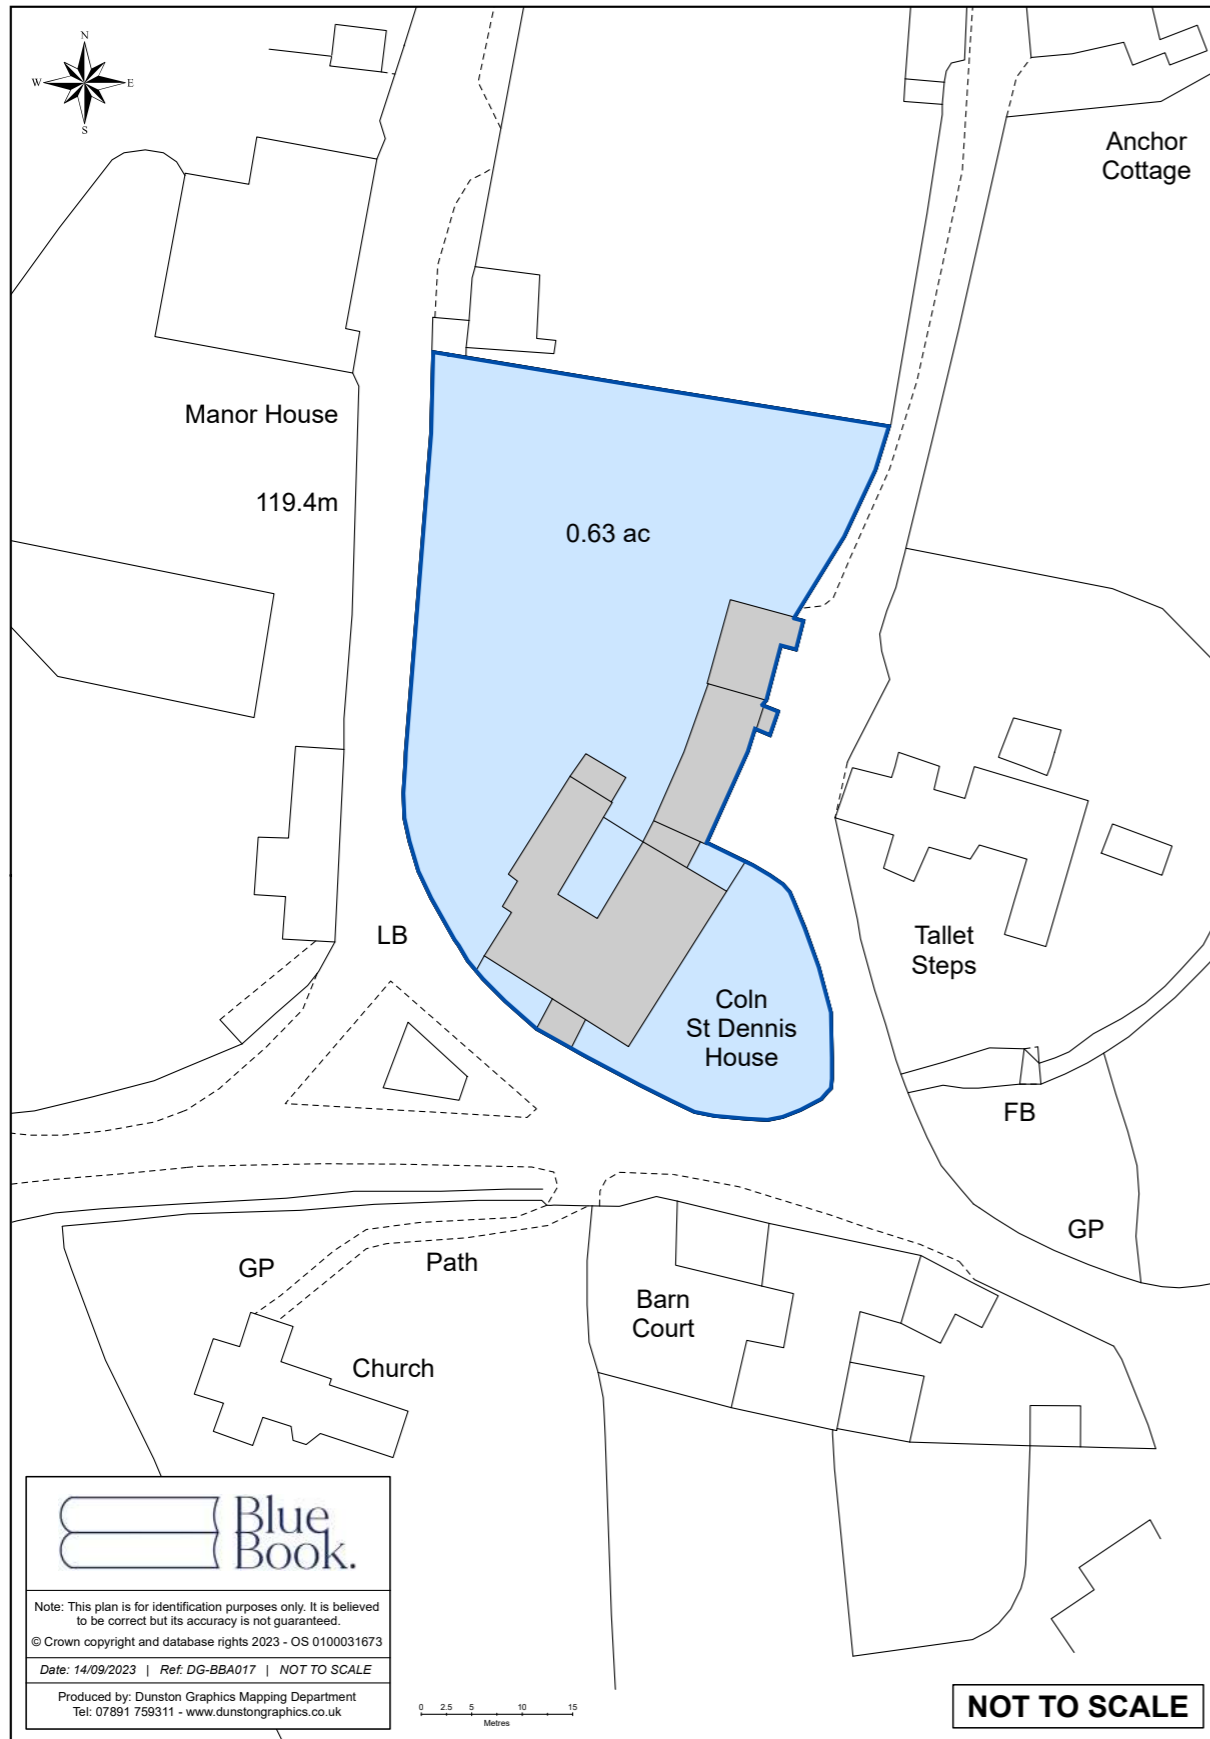 N
W
E
S
Anchor
Cottage
Manor House
119.4m
0.63 ac
LB
Tallet
Steps
Coln
St Dennis
House
FB
GP
GP
Path
Barn
Court
Church
Blue
Book.
Note: This plan is for identification purposes only. It is believed
to be correct but its accuracy is not guaranteed.
© Crown copyright and database rights 2023 - OS 0100031673
Date: 14/09/2023 | Ref: DG-BBA017 | NOT TO SCALE
Produced by: Dunston Graphics Mapping Department
Tel: 07891 759311 - www.dunstongraphics.co.uk
0 2.5 5 10 15
Metres
NOT TO SCALE